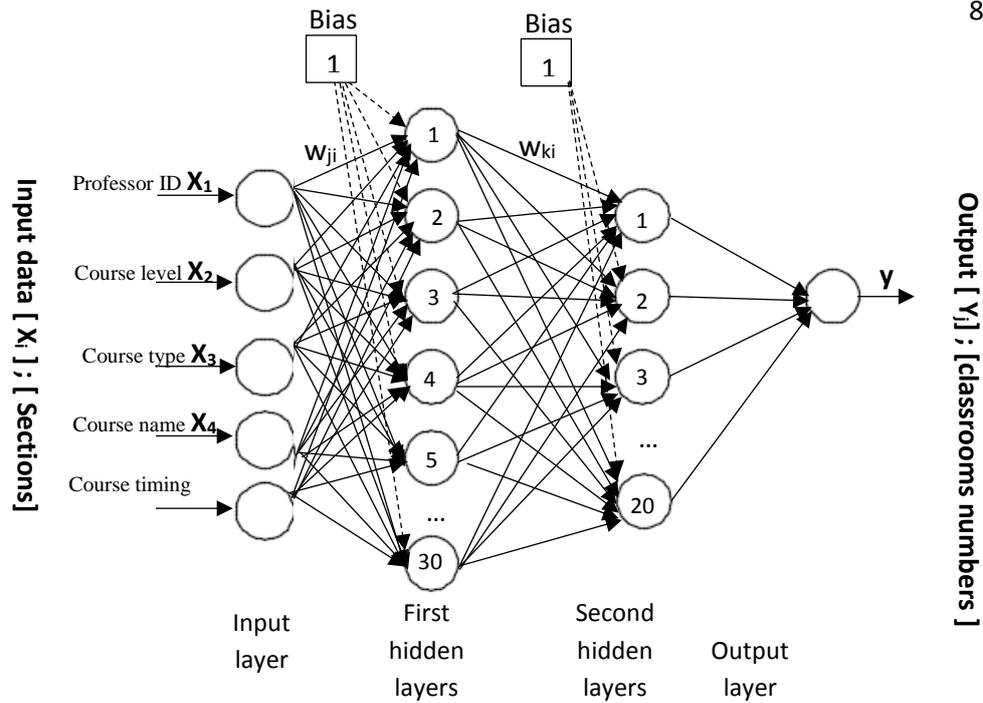 8
Bias
1
Bias
1
Input data [ Xi ] ; [ Sections]
Professor ID X1
Course level X2
Course type X3
Course name X4
Course timing
wji
1
2
3
4
5
...
30
wki
1
2
3
...
20
y
Output [ Yj] ; [classrooms numbers ]
Input
layer
First
hidden
layers
Second
hidden
layers
Output
layer